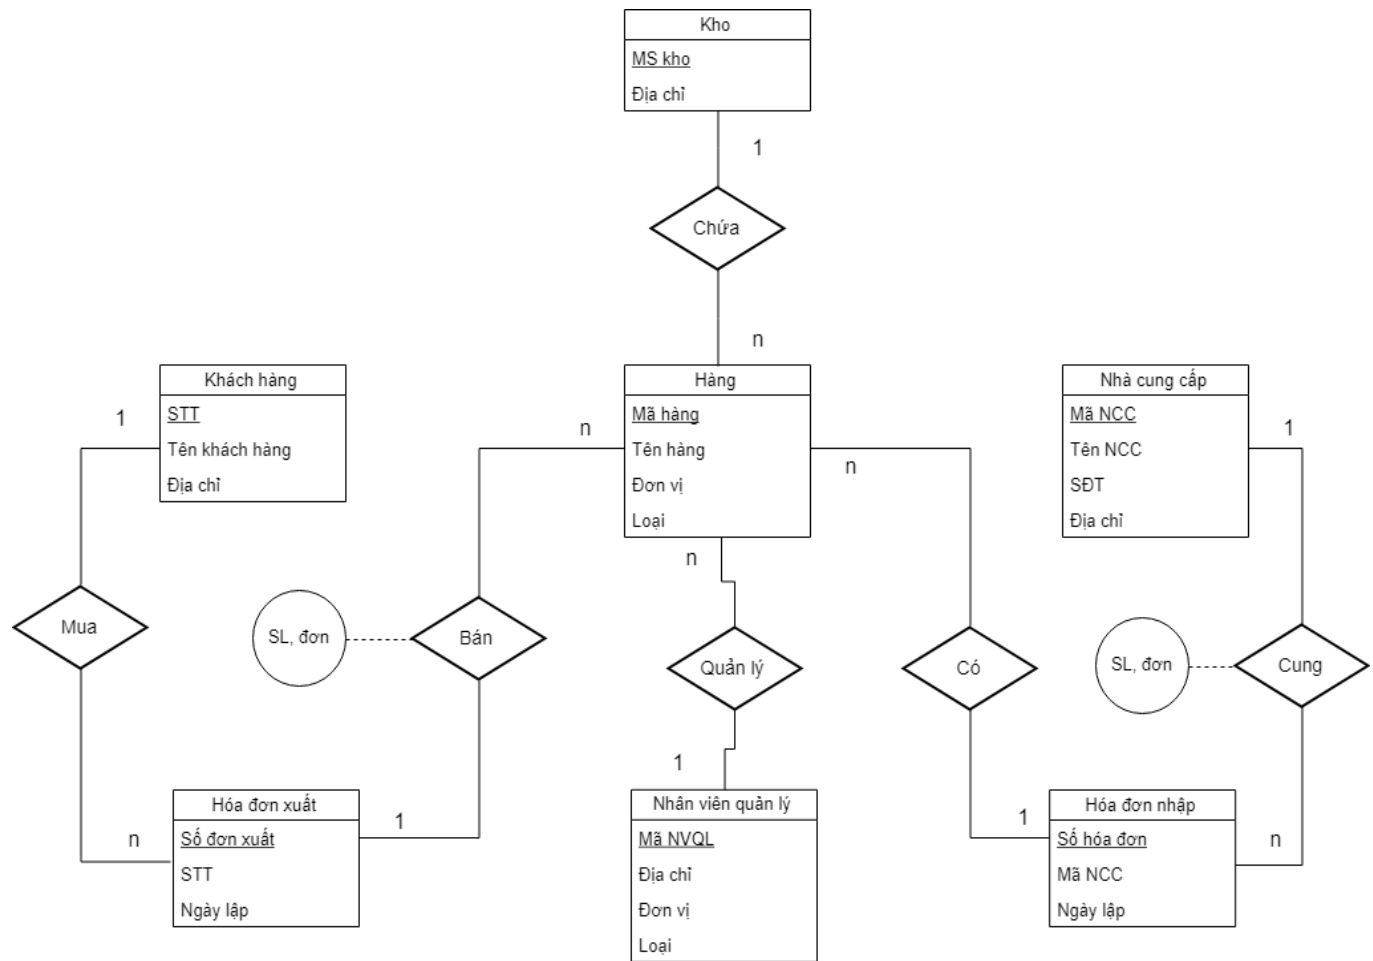 Kho
MS kho
Địa chỉ
1
Chứa
n
Khách hàng
STT
Tên khách hàng
Địa chỉ
1
Hàng
Mã hàng
Tên hàng
Đơn vị
Loại
n
n
n
Nhà cung cấp
Mã NCC
Tên NCC
SĐT
Địa chỉ
1
Mua
SL, đơn
Bán
Quản lý
Có
SL, đơn
Cung
n
Hóa đơn xuất
Số đơn xuất
STT
Ngày lập
1
1
Nhân viên quản lý
Mã NVQL
Địa chỉ
Đơn vị
Loại
1
Hóa đơn nhập
Số hóa đơn
Mã NCC
Ngày lập
n